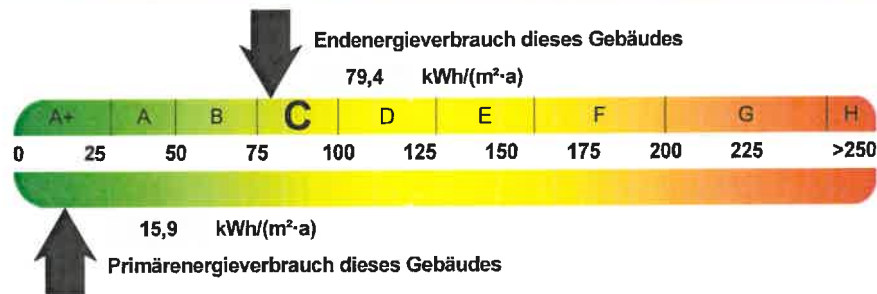 Endenergieverbrauch dieses Gebäudes
79,4 kWh/(m²·a)
A+ A B C D E F G H
0 25 50 75 100 125 150 175 200 225 >250
15,9 kWh/(m²·a)
Primärenergieverbrauch dieses Gebäudes